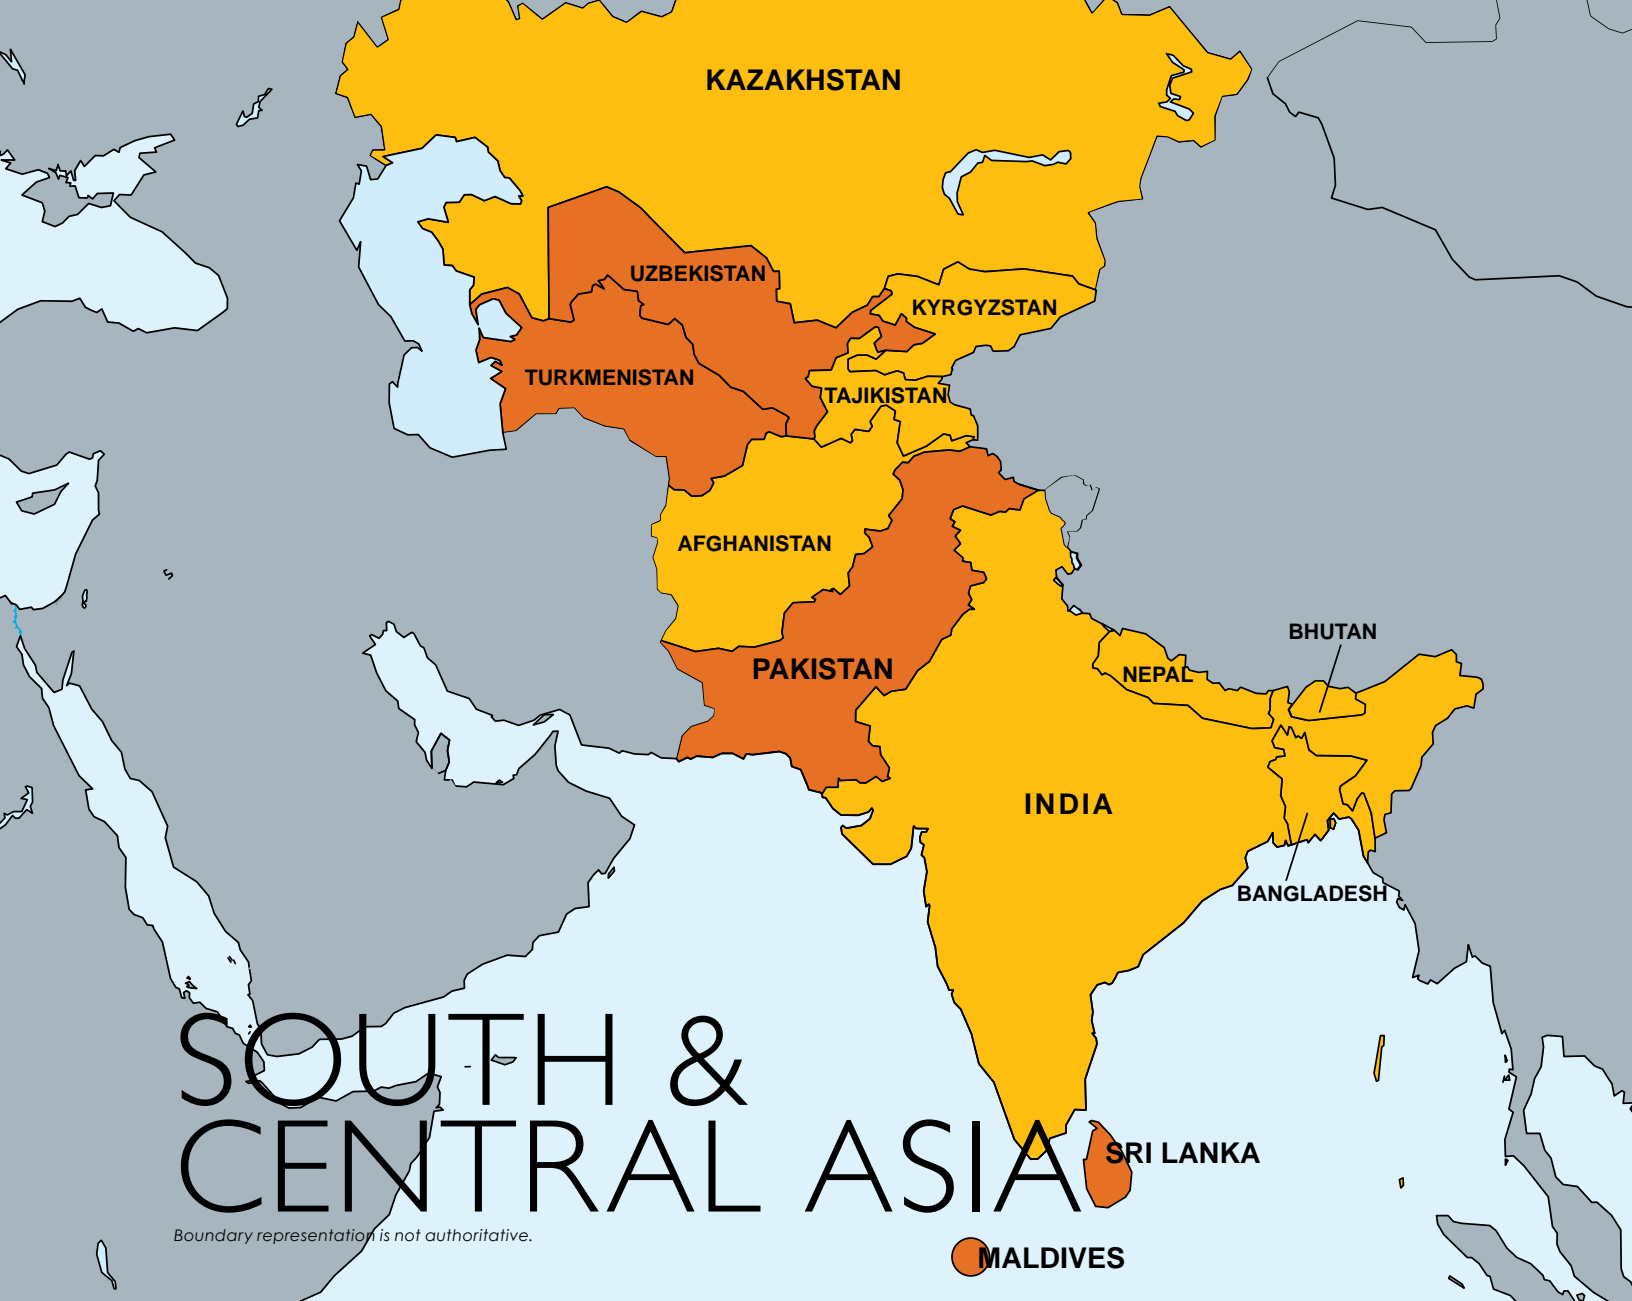 KAZAKHSTAN
UZBEKISTAN
KYRGYZSTAN
TURKMENISTAN
TAJIKISTAN
AFGHANISTAN
BHUTAN
PAKISTAN
NEPAL
INDIA
BANGLADESH
SOUTH &
CENTRAL ASIA
SRI LANKA
Boundary representation is not authoritative.
MALDIVES